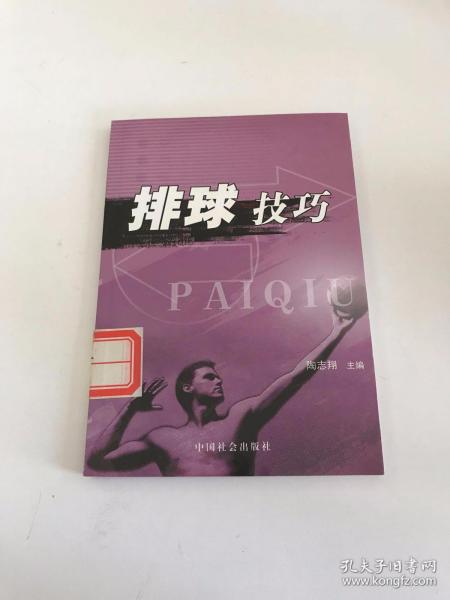 排球 技巧
PAIQIU
陶志翔 主编
中国社会出版社
孔夫子旧书网
www.kongfz.com